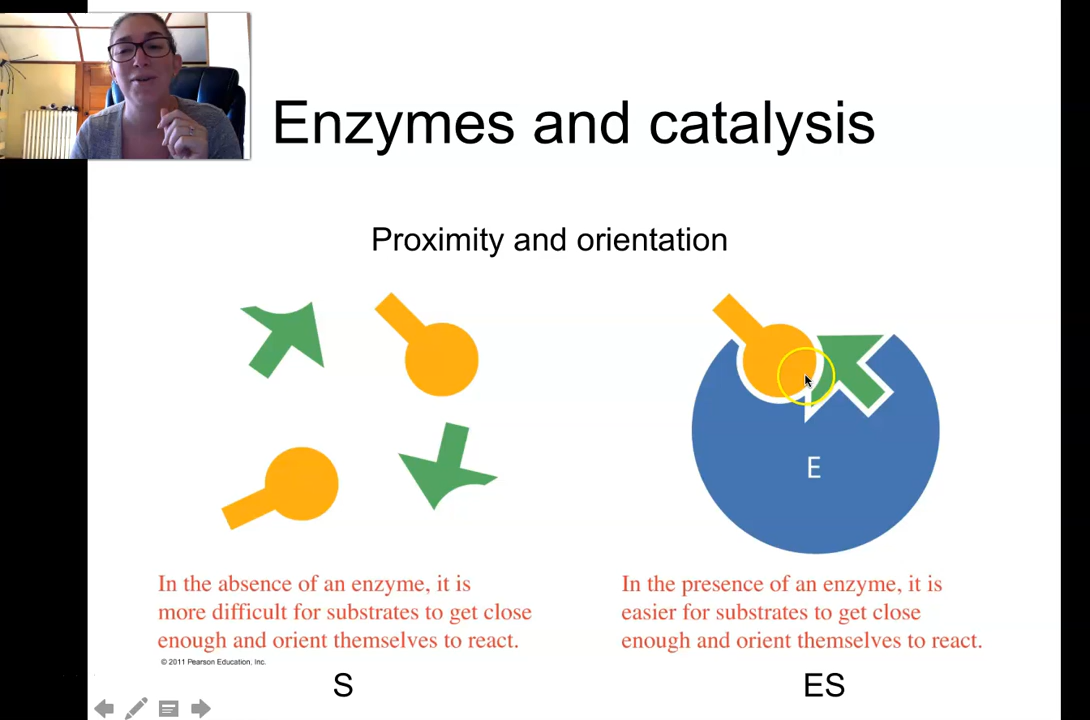 Enzymes and catalysis
Proximity and orientation
E
In the absence of an enzyme, it is
more difficult for substrates to get close
enough and orient themselves to react.
© 2011 Pearson Education, Inc.
S
In the presence of an enzyme, it is
easier for substrates to get close
enough and orient themselves to react.
ES